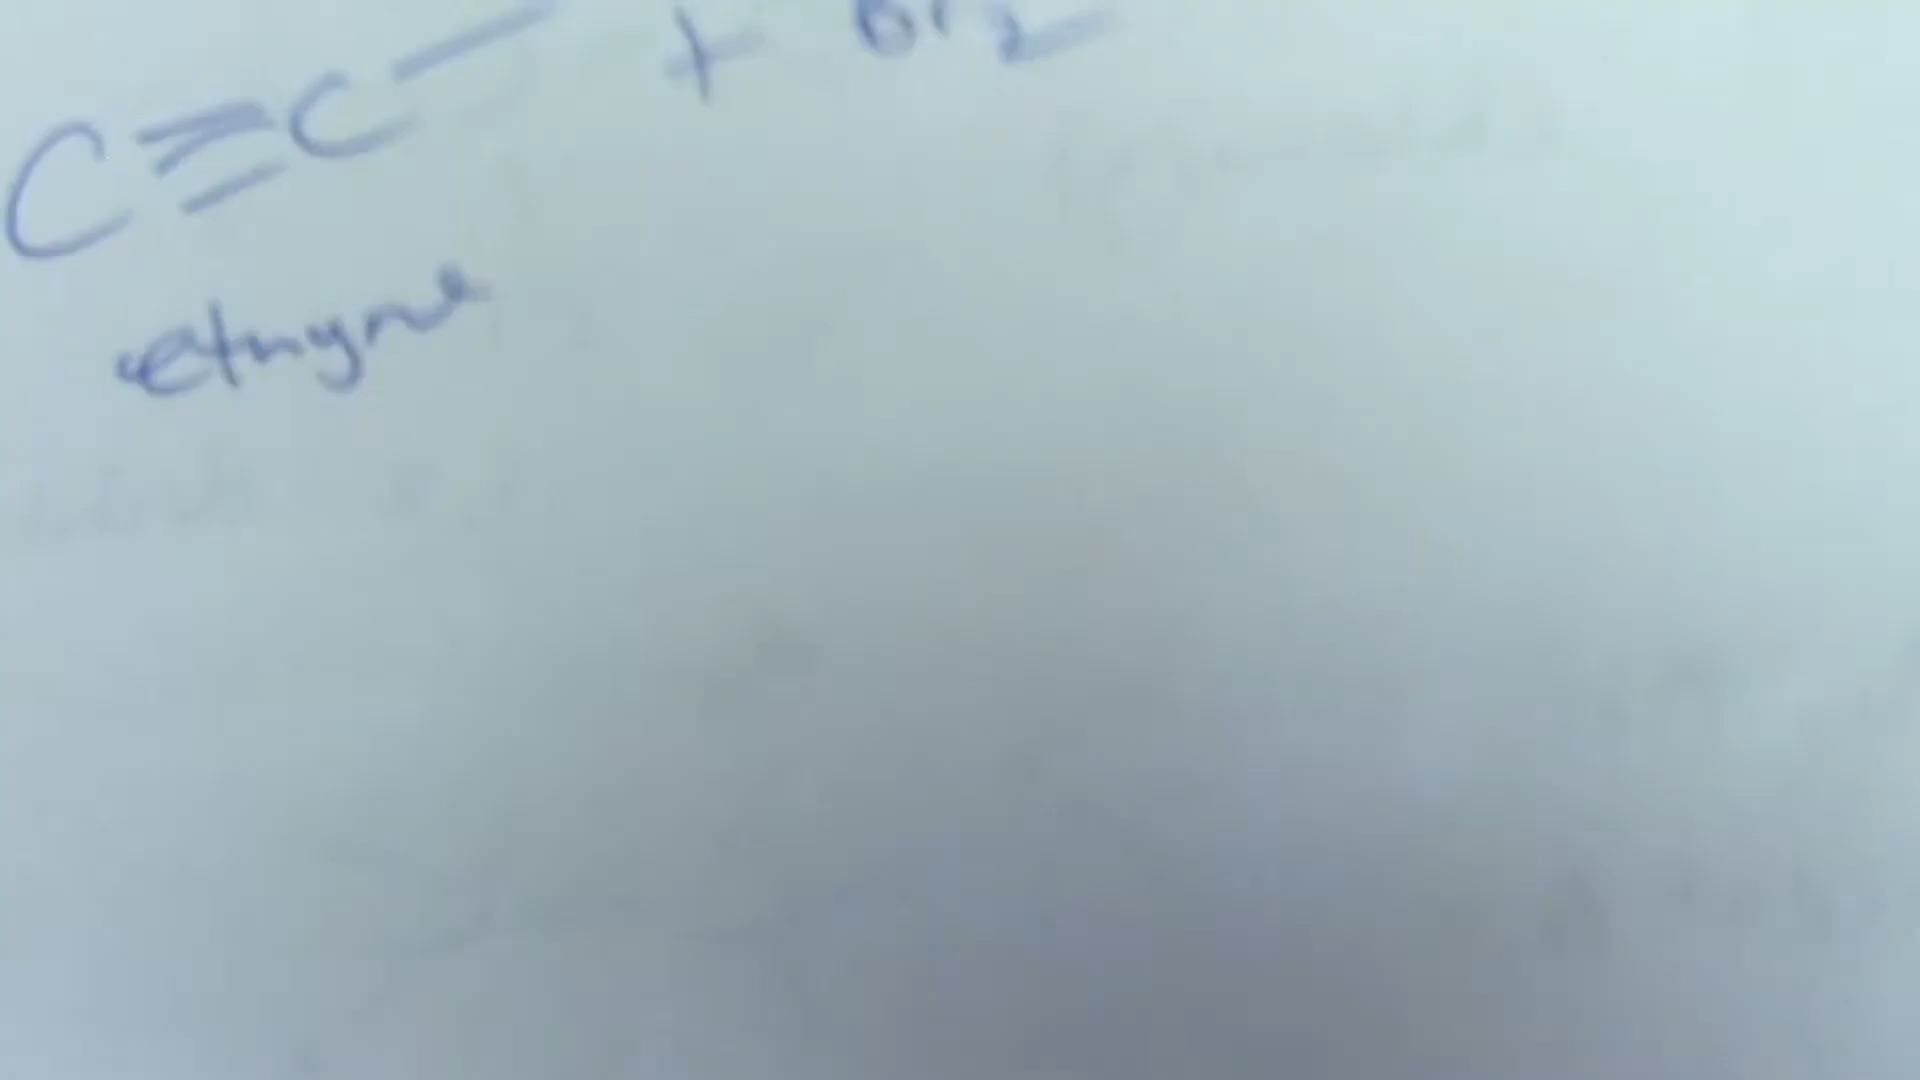 C≡C— + Br2
ethyne